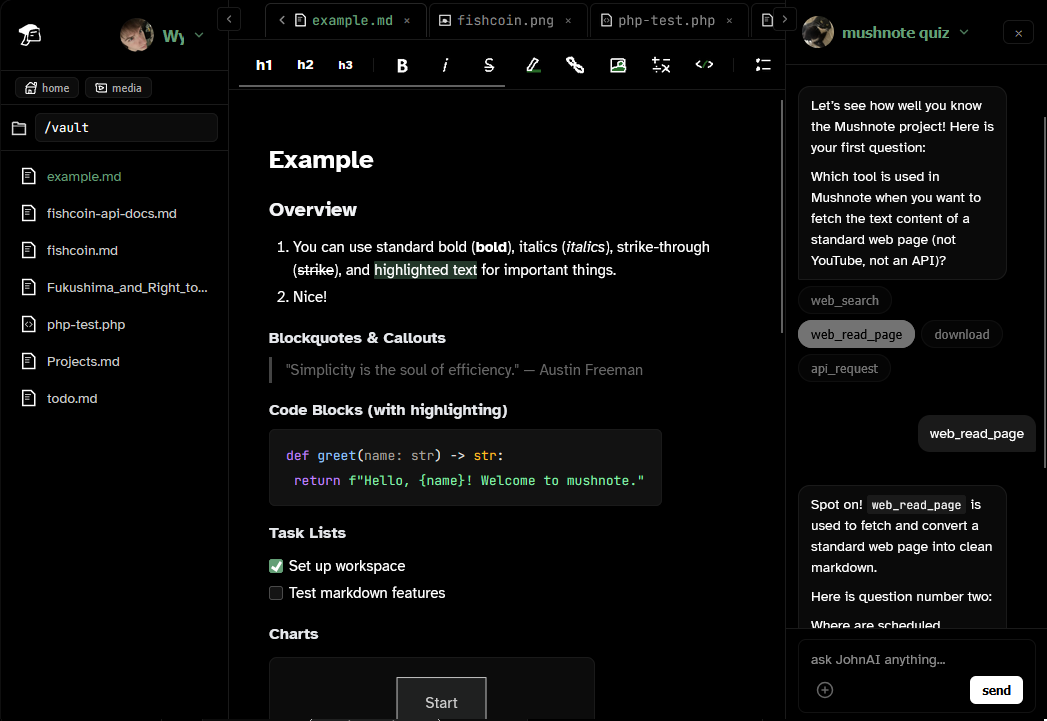 Wy
home
media
/vault
example.md
fishcoin-api-docs.md
fishcoin.md
Fukushima_and_Right_to...
php-test.php
Projects.md
todo.md
example.md ×
fishcoin.png ×
php-test.php ×
h1 h2 h3 B i S
Example
Overview
1. You can use standard bold (bold), italics (italics), strike-through
(strike), and highlighted text for important things.
2. Nice!
Blockquotes & Callouts
"Simplicity is the soul of efficiency." — Austin Freeman
Code Blocks (with highlighting)
def greet(name: str) -> str:
return f"Hello, {name}! Welcome to mushnote."
Task Lists
Set up workspace
Test markdown features
Charts
Start
mushnote quiz
×
Let's see how well you know
the Mushnote project! Here is
your first question:
Which tool is used in
Mushnote when you want to
fetch the text content of a
standard web page (not
YouTube, not an API)?
web_search
web_read_page
download
api_request
web_read_page
Spot on! web_read_page is
used to fetch and convert a
standard web page into clean
markdown.
Here is question number two:
Where are scheduled
ask JohnAI anything...
send